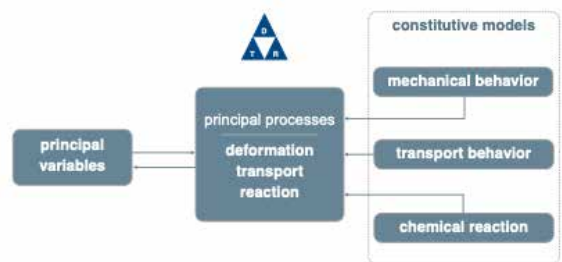 D
T R
constitutive models
mechanical behavior
principal processes
deformation
transport
reaction
principal
variables
transport behavior
chemical reaction